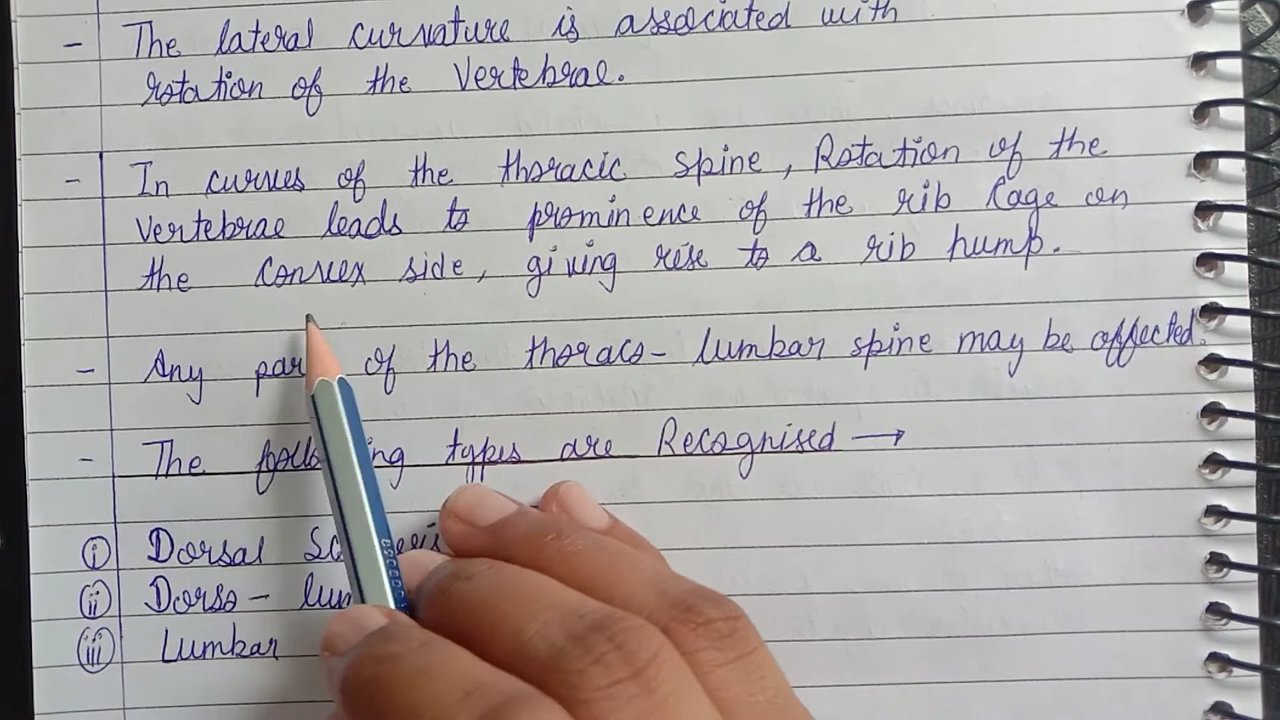 - The lateral curvature is associated with
rotation of the Vertebrae.
- In curves of the thoracic spine, Rotation of the
Vertebrae leads to prominence of the rib Cage on
the convex side, giving rise to a rib hump.
- Any par of the thoraco-lumbar spine may be affected.
- The following types are Recognised →
(i) Dorsal
(ii) Dorso-
(iii) Lumbar